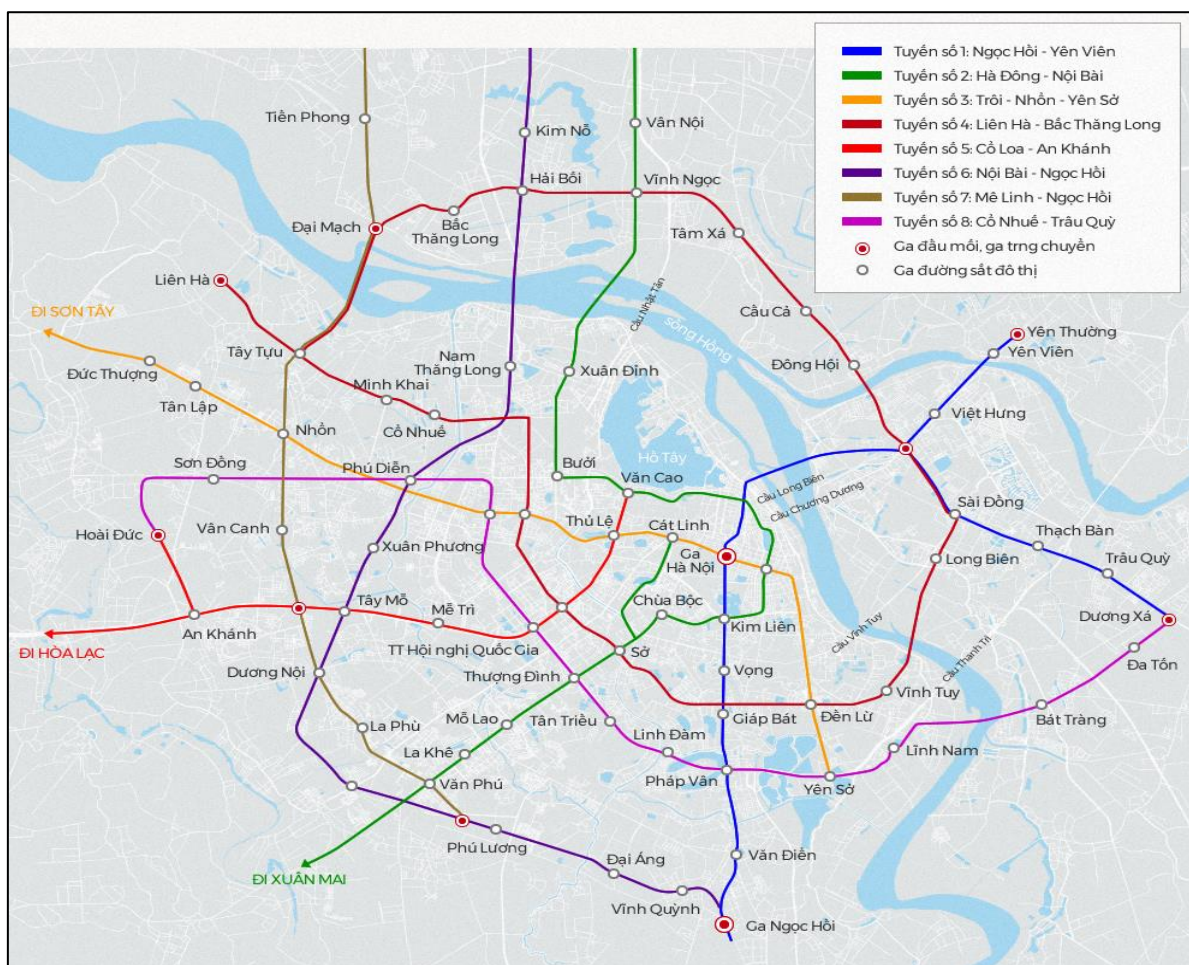 Tuyến số 1: Ngọc Hồi - Yên Viên
Tuyến số 2: Hà Đông - Nội Bài
Tuyến số 3: Trôi - Nhổn - Yên Sở
Tuyến số 4: Liên Hà - Bắc Thăng Long
Tuyến số 5: Cổ Loa - An Khánh
Tuyến số 6: Nội Bài - Ngọc Hồi
Tuyến số 7: Mê Linh - Ngọc Hồi
Tuyến số 8: Cổ Nhuế - Trâu Quỳ
Ga đầu mối, ga trng chuyển
Ga đường sắt đô thị
Tiền Phong
Kim Nỗ
Vân Nội
Hải Bối
Vĩnh Ngọc
Đại Mạch
Bắc
Thăng Long
Tâm Xá
Liên Hà
Cầu Nhật Tân
sông Hồng
Cầu Cả
ĐI SƠN TÂY
Yên Thường
Yên Viên
Tây Tựu
Nam
Thăng Long
Xuân Đỉnh
Đông Hội
Đức Thượng
Tân Lập
Minh Khai
Cổ Nhuế
Việt Hưng
Nhổn
Sơn Đồng
Phú Diễn
Bưởi
Hồ Tây
Văn Cao
Cầu Long Biên
Cầu Chương Dương
Sài Đồng
Hoài Đức
Vân Canh
Thủ Lệ
Cát Linh
Thạch Bàn
Xuân Phương
Ga
Hà Nội
Long Biên
Trâu Quỳ
An Khánh
Tây Mỗ
Mễ Trì
Chùa Bộc
Kim Liên
Dương Xá
ĐI HÒA LẠC
TT Hội nghị Quốc Gia
Sở
Cầu Vĩnh Tuy
Cầu Thanh Trì
Đa Tốn
Dương Nội
Thượng Đình
Vọng
Vĩnh Tuy
La Phù
Mỗ Lao
Tân Triều
Giáp Bát
Đền Lừ
Bát Tràng
La Khê
Linh Đàm
Lĩnh Nam
Văn Phú
Pháp Vân
Yên Sở
Phú Lương
Văn Điển
ĐI XUÂN MAI
Đại Áng
Vĩnh Quỳnh
Ga Ngọc Hồi